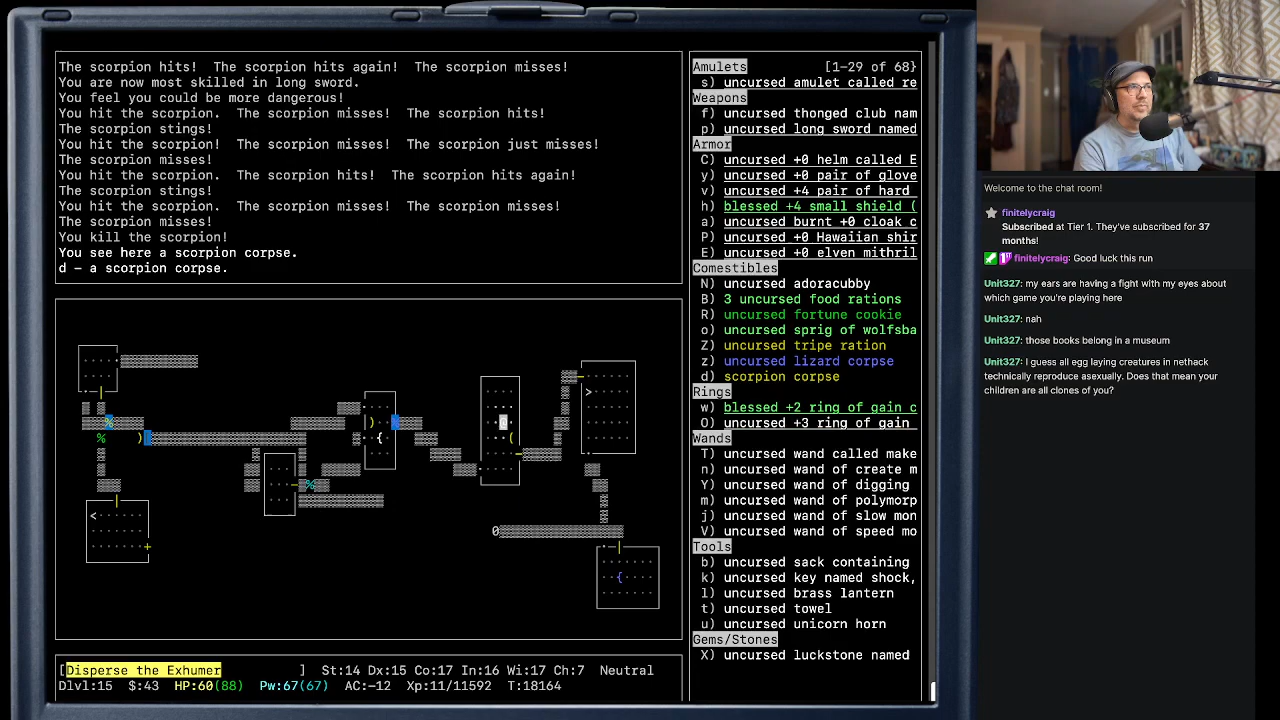 The scorpion hits!  The scorpion hits again!  The scorpion misses!
You are now most skilled in long sword.
You feel you could be more dangerous!
You hit the scorpion.  The scorpion misses!  The scorpion hits!
The scorpion stings!
You hit the scorpion!  The scorpion misses!  The scorpion just misses!
The scorpion misses!
You hit the scorpion.  The scorpion hits!  The scorpion hits again!
The scorpion stings!
You hit the scorpion.  The scorpion misses!  The scorpion misses!
The scorpion misses!
You kill the scorpion!
You see here a scorpion corpse.
d – a scorpion corpse.
[Disperse the Exhumer ] St:14 Dx:15 Co:17 In:16 Wi:17 Ch:7 Neutral
Dlvl:15 $:43 HP:60(88) Pw:67(67) AC:–12 Xp:11/11592 T:18164
Amulets [1–29 of 68}
s) uncursed amulet called re
Weapons
f) uncursed thonged club nam
p) uncursed long sword named
Armor
C) uncursed +0 helm called E
y) uncursed +0 pair of glove
v) uncursed +4 pair of hard
h) blessed +4 small shield (
a) uncursed burnt +0 cloak c
P) uncursed +0 Hawaiian shir
E) uncursed +0 elven mithril
Comestibles
N) uncursed adoracubby
B) 3 uncursed food rations
R) uncursed fortune cookie
o) uncursed sprig of wolfsba
Z) uncursed tripe ration
z) uncursed lizard corpse
d) scorpion corpse
Rings
w) blessed +2 ring of gain c
O) uncursed +3 ring of gain
Wands
T) uncursed wand called make
n) uncursed wand of create m
Y) uncursed wand of digging
m) uncursed wand of polymorp
j) uncursed wand of slow mon
V) uncursed wand of speed mo
Tools
b) uncursed sack containing
k) uncursed key named shock,
l) uncursed brass lantern
t) uncursed towel
u) uncursed unicorn horn
Gems/Stones
X) uncursed luckstone named
Welcome to the chat room!
finitelycraig
Subscribed at Tier 1. They've subscribed for 37
months!
finitelycraig: Good luck this run
Unit327: my ears are having a fight with my eyes about
which game you're playing here
Unit327: nah
Unit327: those books belong in a museum
Unit327: I guess all egg laying creatures in nethack
technically reproduce asexually. Does that mean your
children are all clones of you?